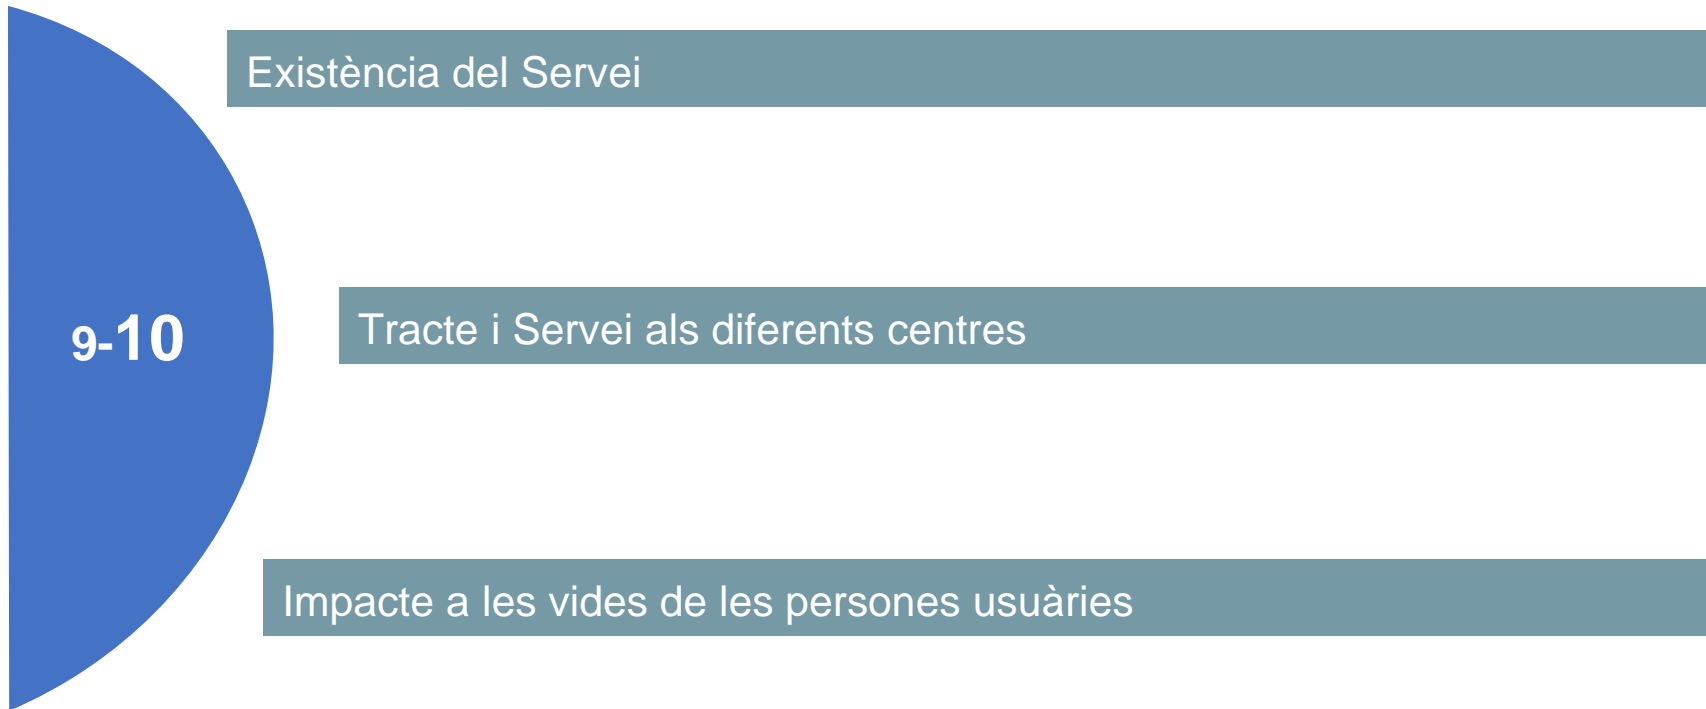 Existència del Servei
9-10
Tracte i Servei als diferents centres
Impacte a les vides de les persones usuàries